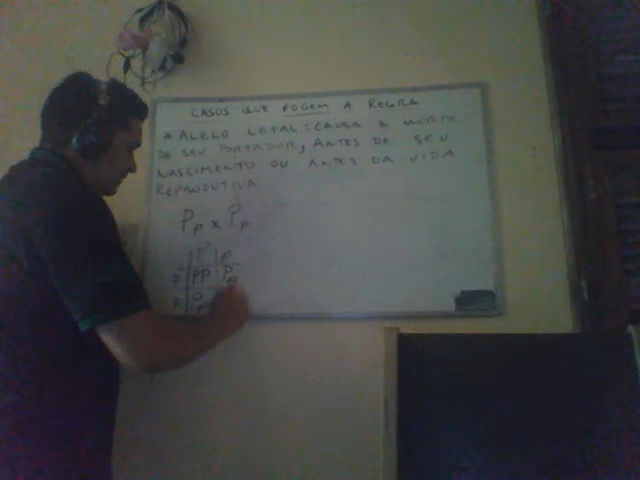 CASOS QUE FOGEM A REGRA
* ALELO LETAL: CAUSA A MORTE
DE SEU PORTADOR, ANTES DE SEU
NASCIMENTO OU ANTES DA VIDA
REPRODUTIVA
Pp x Pp
P p
P PP Pp
P